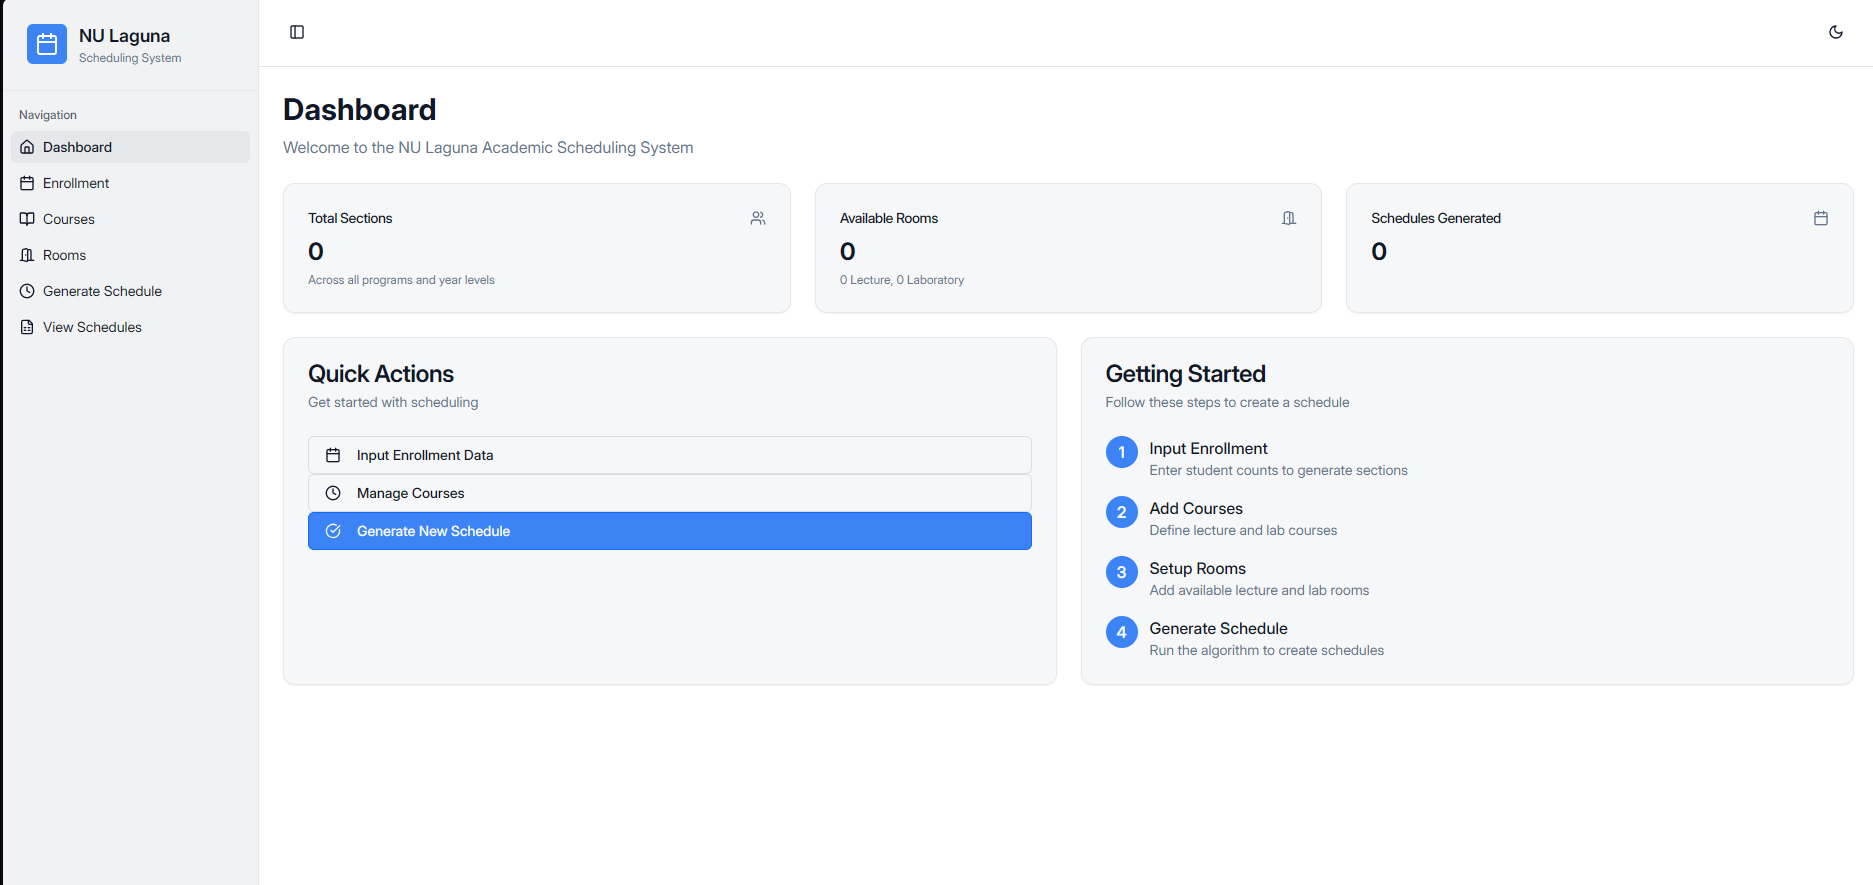 NU Laguna
Scheduling System
Navigation
Dashboard
Enrollment
Courses
Rooms
Generate Schedule
View Schedules
Dashboard
Welcome to the NU Laguna Academic Scheduling System
Total Sections
0
Across all programs and year levels
Available Rooms
0
0 Lecture, 0 Laboratory
Schedules Generated
0
Quick Actions
Get started with scheduling
Input Enrollment Data
Manage Courses
Generate New Schedule
Getting Started
Follow these steps to create a schedule
1
Input Enrollment
Enter student counts to generate sections
2
Add Courses
Define lecture and lab courses
3
Setup Rooms
Add available lecture and lab rooms
4
Generate Schedule
Run the algorithm to create schedules